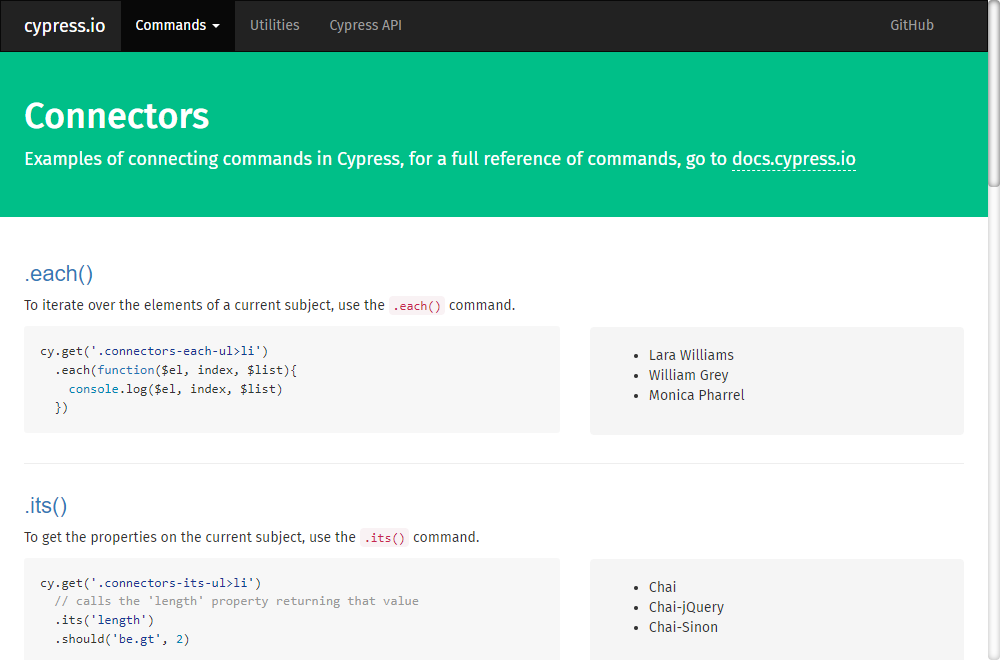 cypress.io Commands Utilities Cypress API GitHub
Connectors
Examples of connecting commands in Cypress, for a full reference of commands, go to docs.cypress.io
.each()
To iterate over the elements of a current subject, use the .each() command.
cy.get('.connectors-each-ul>li')
.each(function($el, index, $list){
console.log($el, index, $list)
})
Lara Williams
William Grey
Monica Pharrel
.its()
To get the properties on the current subject, use the .its() command.
cy.get('.connectors-its-ul>li')
// calls the 'length' property returning that value
.its('length')
.should('be.gt', 2)
Chai
Chai-jQuery
Chai-Sinon